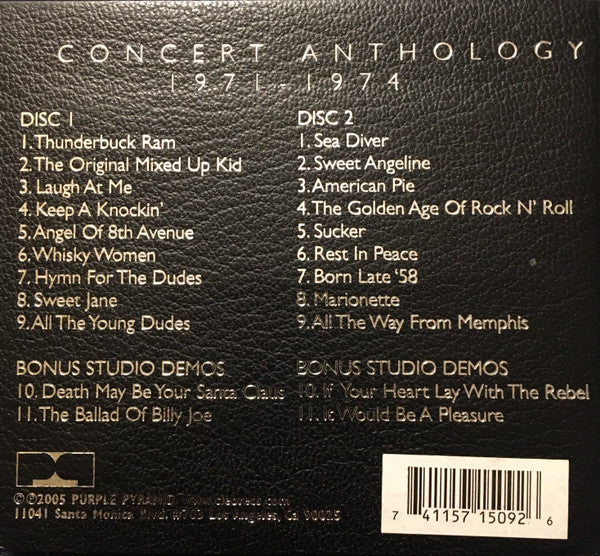 CONCERT ANTHOLOGY
1971-1974
DISC 1
1. Thunderbuck Ram
2. The Original Mixed Up Kid
3. Laugh At Me
4. Keep A Knockin'
5. Angel Of 8th Avenue
6. Whisky Women
7. Hymn For The Dudes
8. Sweet Jane
9. All The Young Dudes
BONUS STUDIO DEMOS
10. Death May Be Your Santa Claus
11. The Ballad Of Billy Joe
DISC 2
1. Sea Diver
2. Sweet Angeline
3. American Pie
4. The Golden Age Of Rock N' Roll
5. Sucker
6. Rest In Peace
7. Born Late '58
8. Marionette
9. All The Way From Memphis
BONUS STUDIO DEMOS
10. If Your Heart Lay With The Rebel
11. It Would Be A Pleasure
©℗2005 PURPLE PYRAMID www.cleorecs.com
11041 Santa Monica Blvd. #703 Los Angeles, Ca 90025
7 41157 15092 6